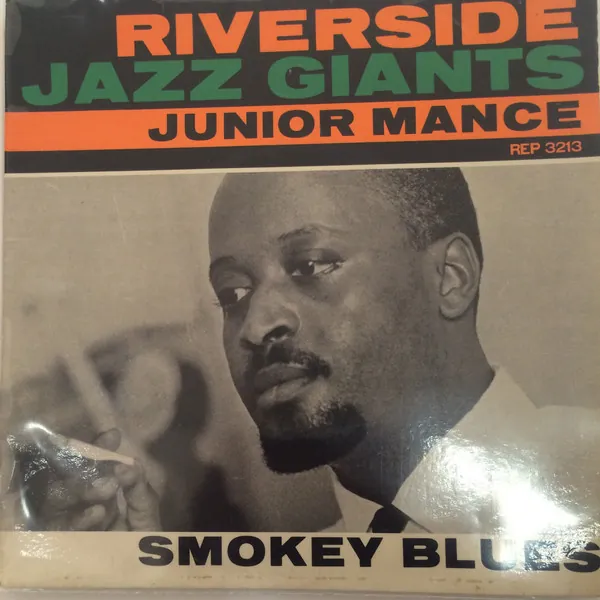 RIVERSIDE
JAZZ GIANTS
JUNIOR MANCE
REP 3213
SMOKEY BLUES